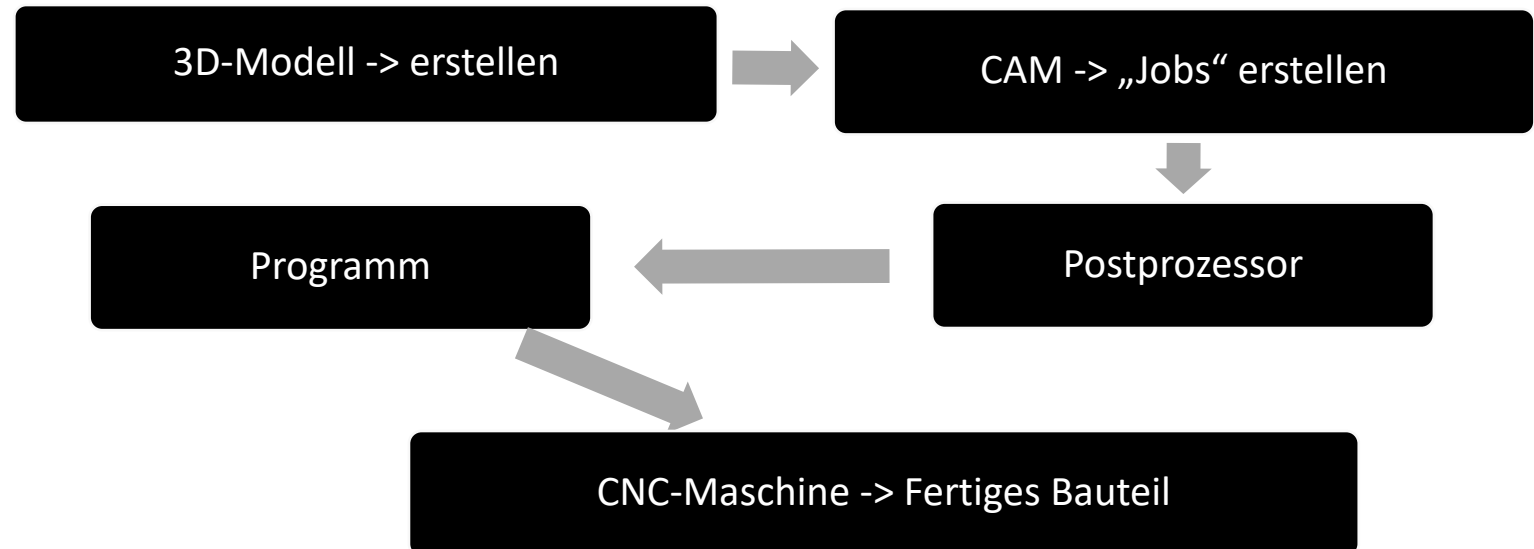 3D-Modell -> erstellen
CAM -> „Jobs“ erstellen
Postprozessor
Programm
CNC-Maschine -> Fertiges Bauteil